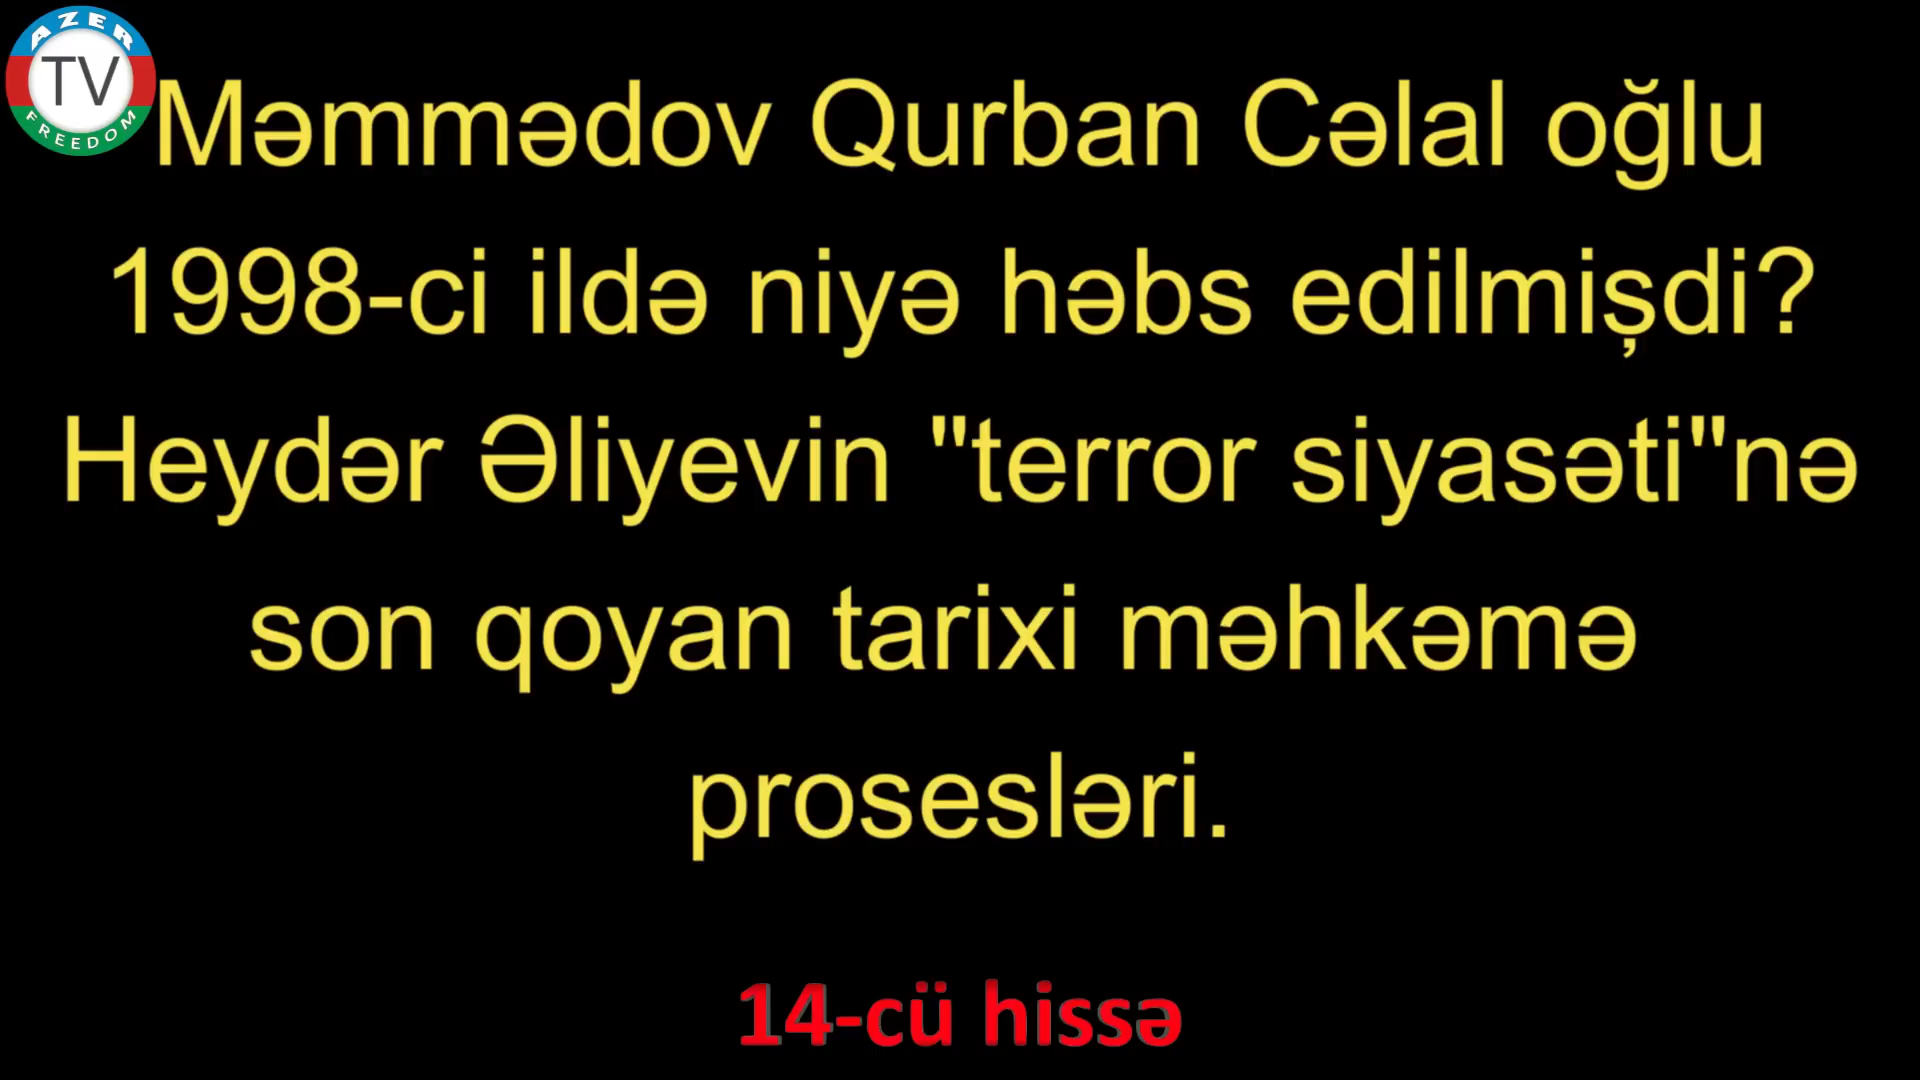 AZER
TV
FREEDOM
Məmmədov Qurban Cəlal oğlu
1998-ci ildə niyə həbs edilmişdi?
Heydər Əliyevin "terror siyasəti"nə
son qoyan tarixi məhkəmə
prosesləri.
14-cü hissə